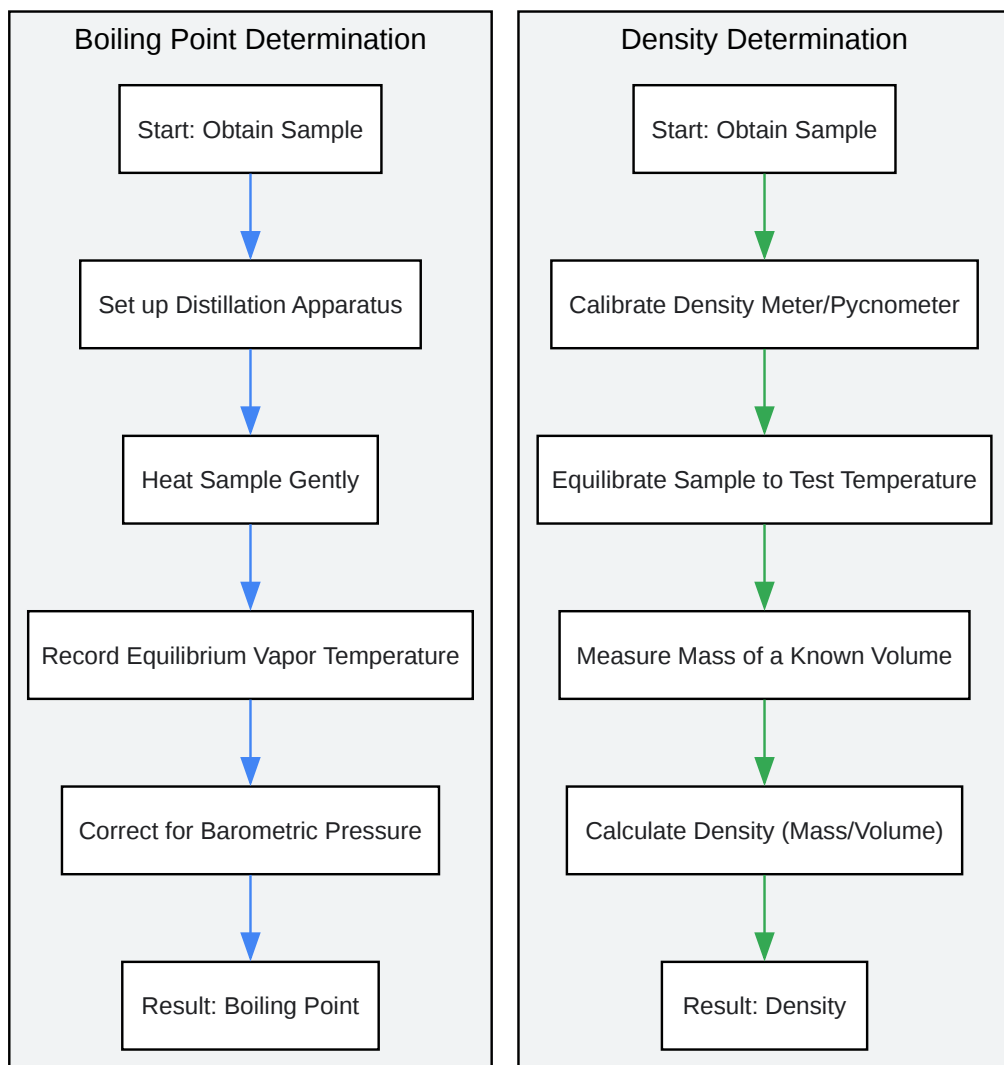 Boiling Point Determination
Start: Obtain Sample
Set up Distillation Apparatus
Heat Sample Gently
Record Equilibrium Vapor Temperature
Correct for Barometric Pressure
Result: Boiling Point
Density Determination
Start: Obtain Sample
Calibrate Density Meter/Pycnometer
Equilibrate Sample to Test Temperature
Measure Mass of a Known Volume
Calculate Density (Mass/Volume)
Result: Density